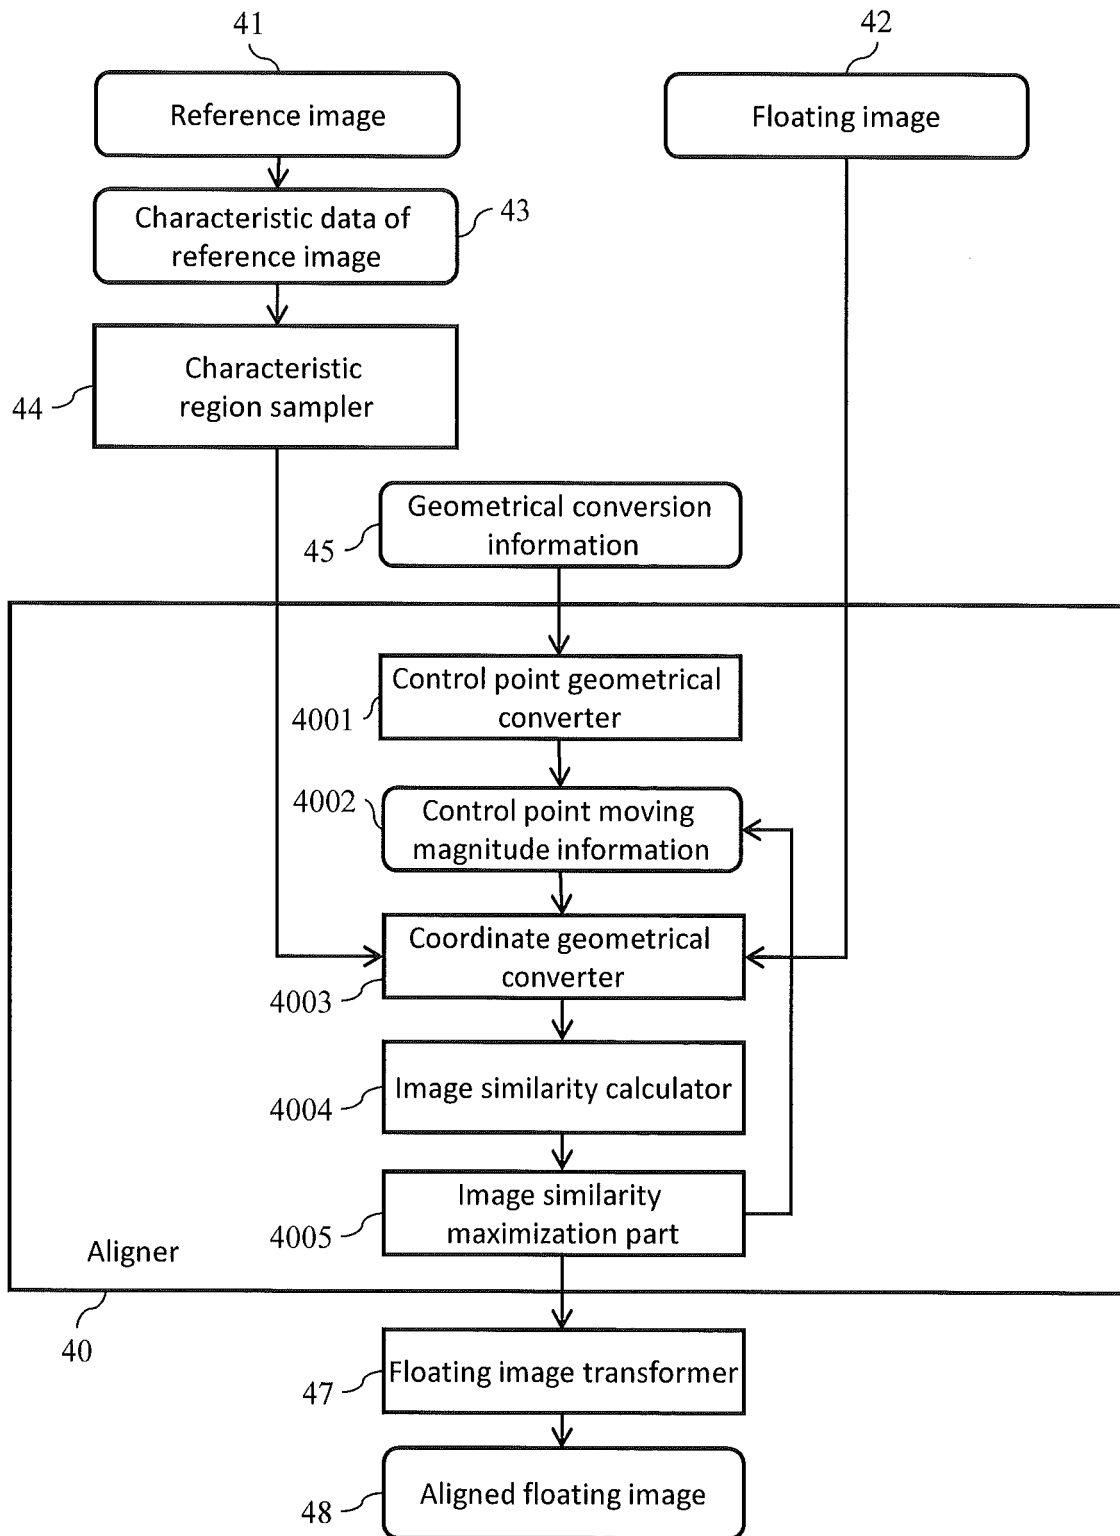 41
42
Reference image
Floating image
Characteristic data of
reference image
43
Characteristic
region sampler
44
Geometrical conversion
information
45
Control point geometrical
converter
4001
4002
Control point moving
magnitude information
Coordinate geometrical
converter
4003
Image similarity calculator
4004
Image similarity
maximization part
4005
Aligner
40
Floating image transformer
47
Aligned floating image
48